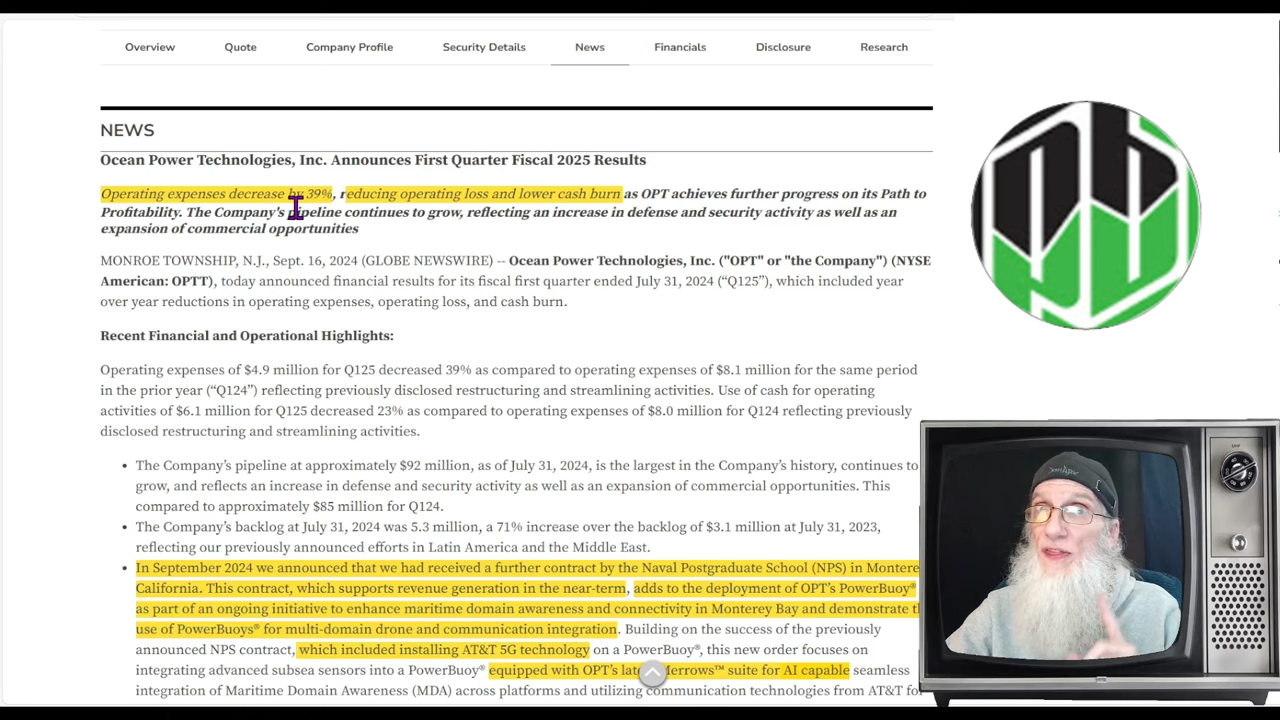 Overview Quote Company Profile Security Details News Financials Disclosure Research
NEWS
Ocean Power Technologies, Inc. Announces First Quarter Fiscal 2025 Results
Operating expenses decrease by 39%, reducing operating loss and lower cash burn as OPT achieves further progress on its Path to
Profitability. The Company's pipeline continues to grow, reflecting an increase in defense and security activity as well as an
expansion of commercial opportunities
MONROE TOWNSHIP, N.J., Sept. 16, 2024 (GLOBE NEWSWIRE) -- Ocean Power Technologies, Inc. ("OPT" or "the Company") (NYSE
American: OPTT), today announced financial results for its fiscal first quarter ended July 31, 2024 (“Q125”), which included year
over year reductions in operating expenses, operating loss, and cash burn.
Recent Financial and Operational Highlights:
Operating expenses of $4.9 million for Q125 decreased 39% as compared to operating expenses of $8.1 million for the same period
in the prior year (“Q124”) reflecting previously disclosed restructuring and streamlining activities. Use of cash for operating
activities of $6.1 million for Q125 decreased 23% as compared to operating expenses of $8.0 million for Q124 reflecting previously
disclosed restructuring and streamlining activities.
• The Company’s pipeline at approximately $92 million, as of July 31, 2024, is the largest in the Company’s history, continues to
grow, and reflects an increase in defense and security activity as well as an expansion of commercial opportunities. This
compared to approximately $85 million for Q124.
• The Company’s backlog at July 31, 2024 was 5.3 million, a 71% increase over the backlog of $3.1 million at July 31, 2023,
reflecting our previously announced efforts in Latin America and the Middle East.
• In September 2024 we announced that we had received a further contract by the Naval Postgraduate School (NPS) in Montere
California. This contract, which supports revenue generation in the near-term, adds to the deployment of OPT’s PowerBuoy®
as part of an ongoing initiative to enhance maritime domain awareness and connectivity in Monterey Bay and demonstrate
use of PowerBuoys® for multi-domain drone and communication integration. Building on the success of the previously
announced NPS contract, which included installing AT&T 5G technology on a PowerBuoy®, this new order focuses on
integrating advanced subsea sensors into a PowerBuoy® equipped with OPT’s suite for AI capable seamless
integration of Maritime Domain Awareness (MDA) across platforms and utilizing communication technologies from AT&T